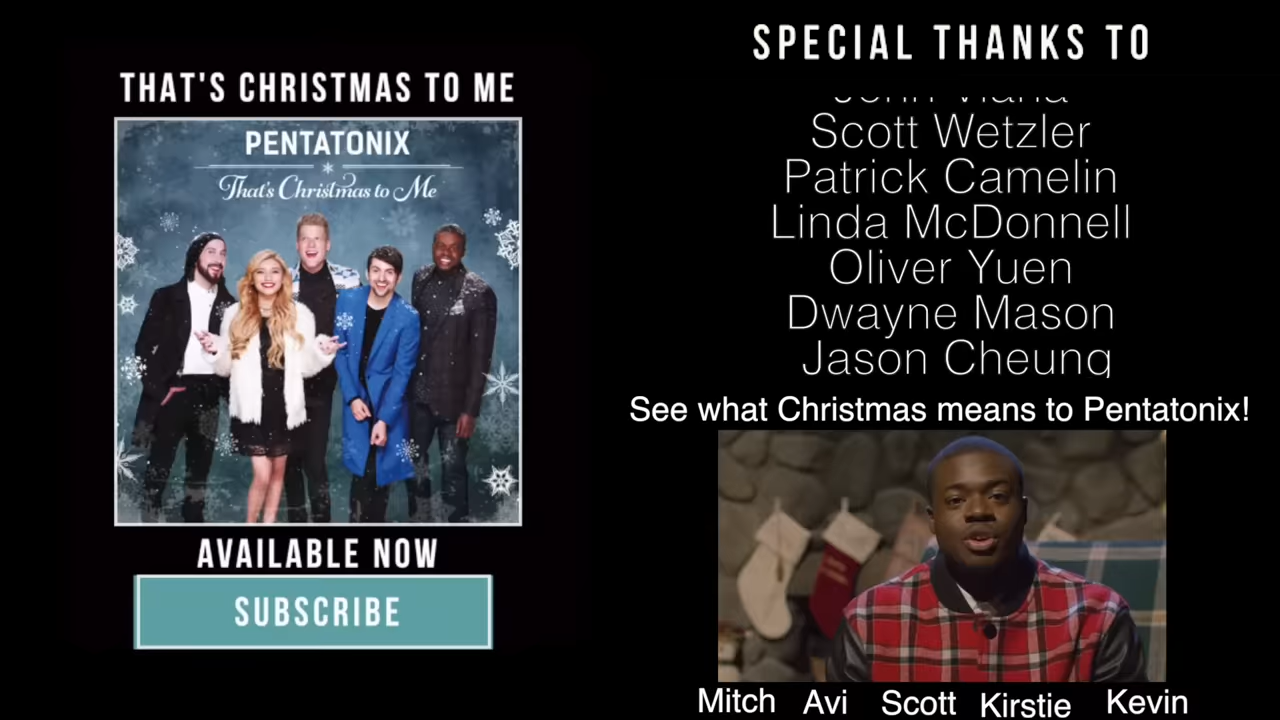 THAT'S CHRISTMAS TO ME
PENTATONIX
That's Christmas to Me
AVAILABLE NOW
SUBSCRIBE
SPECIAL THANKS TO
Scott Wetzler
Patrick Camelin
Linda McDonnell
Oliver Yuen
Dwayne Mason
Jason Cheung
See what Christmas means to Pentatonix!
Mitch Avi Scott Kirstie Kevin